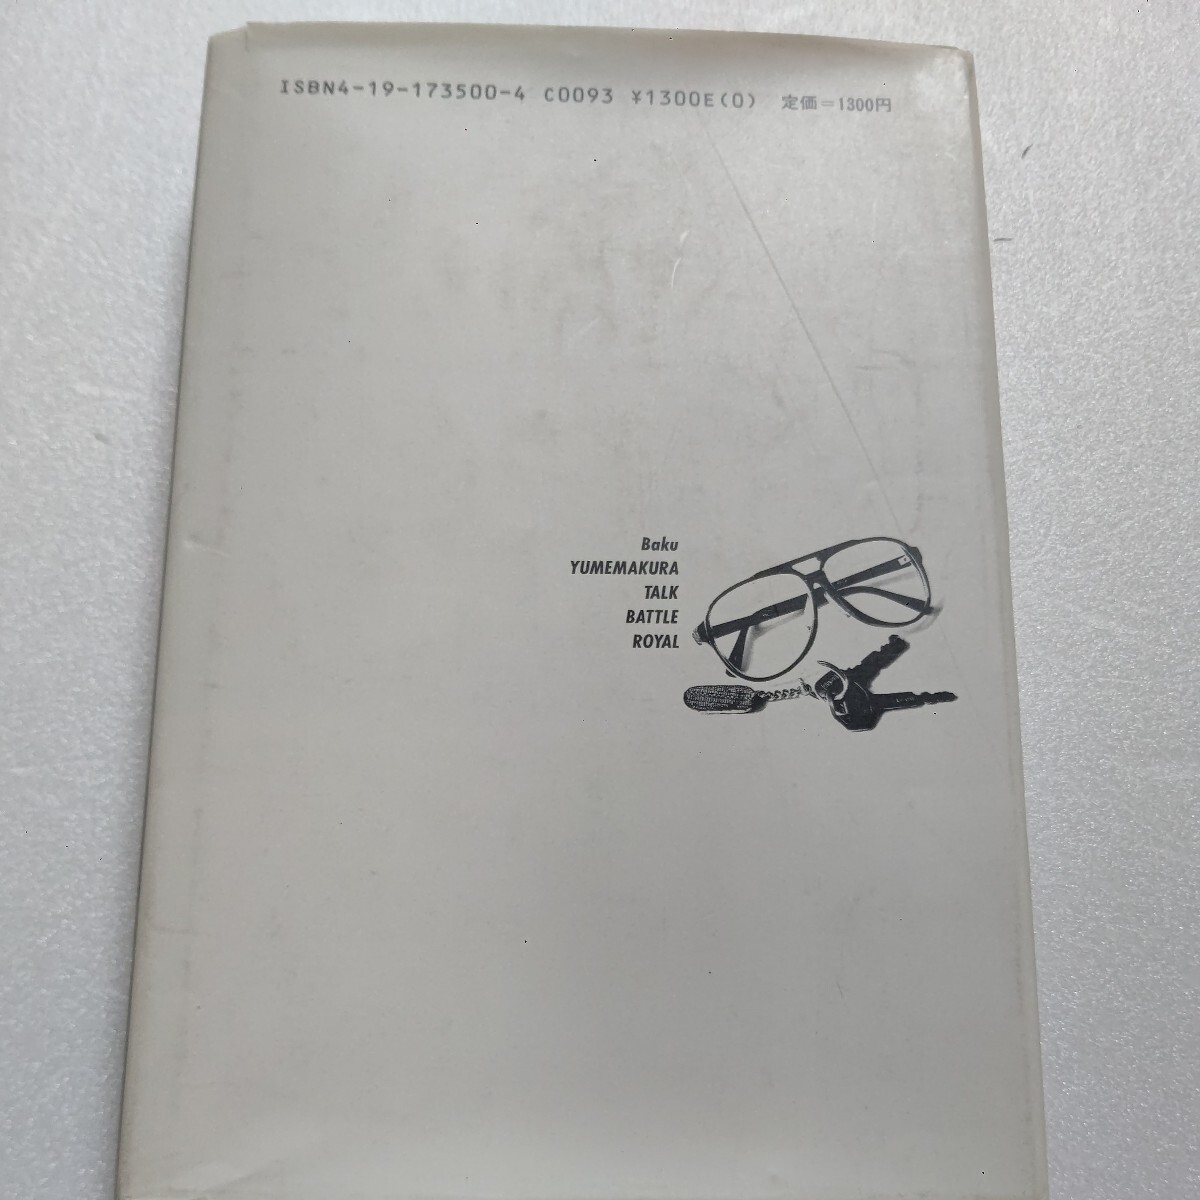 ISBN4-19-173500-4 C0093 ¥1300E(0) 定価=1300円
Baku
YUMEMAKURA
TALK
BATTLE
ROYAL